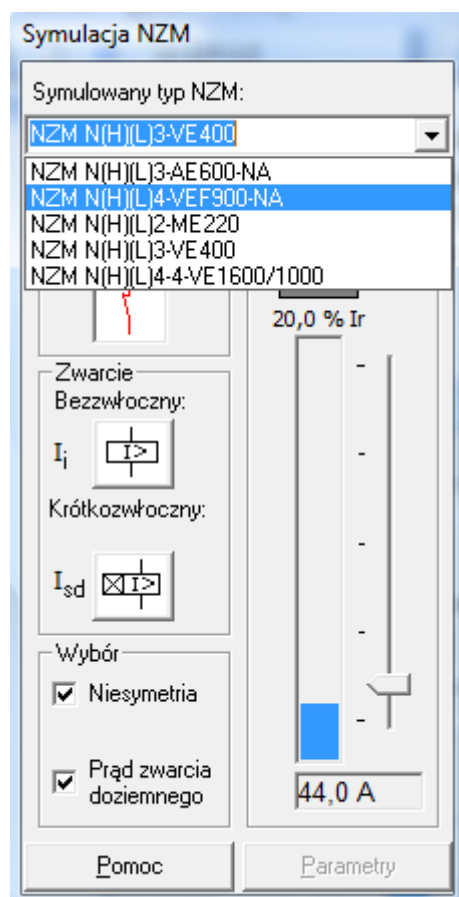 Symulacja NZM
Symulowany typ NZM:
NZM N(H)(L)3-VE400
NZM N(H)(L)3-AE600-NA
NZM N(H)(L)4-VEF900-NA
NZM N(H)(L)2-ME220
NZM N(H)(L)3-VE400
NZM N(H)(L)4-4-VE1600/1000
20,0 % Ir
Zwarcie
Bezzwłoczny:
Ii
I>
Krótkozwłoczny:
Isd
I>
Wybór
Niesymetria
Prąd zwarcia
doziemnego
44,0 A
Pomoc
Parametry